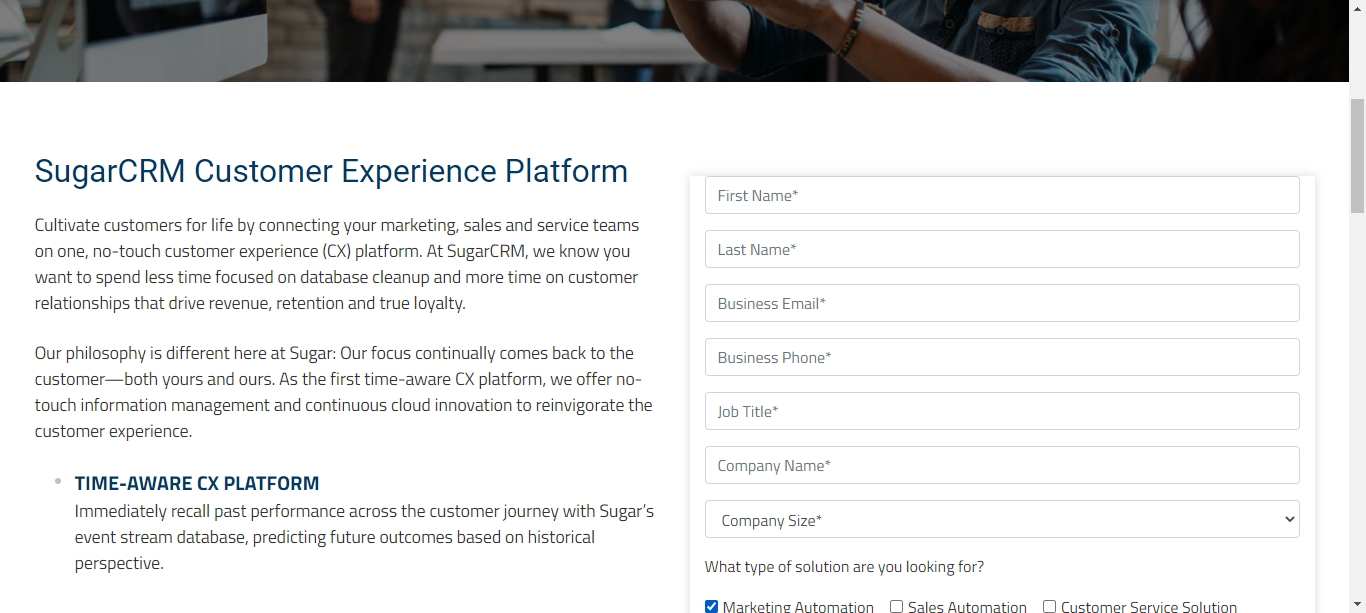 SugarCRM Customer Experience Platform
Cultivate customers for life by connecting your marketing, sales and service teams
on one, no-touch customer experience (CX) platform. At SugarCRM, we know you
want to spend less time focused on database cleanup and more time on customer
relationships that drive revenue, retention and true loyalty.
Our philosophy is different here at Sugar: Our focus continually comes back to the
customer—both yours and ours. As the first time-aware CX platform, we offer no-
touch information management and continuous cloud innovation to reinvigorate the
customer experience.
TIME-AWARE CX PLATFORM
Immediately recall past performance across the customer journey with Sugar’s
event stream database, predicting future outcomes based on historical
perspective.
First Name*
Last Name*
Business Email*
Business Phone*
Job Title*
Company Name*
Company Size*
What type of solution are you looking for?
Marketing Automation Sales Automation Customer Service Solution